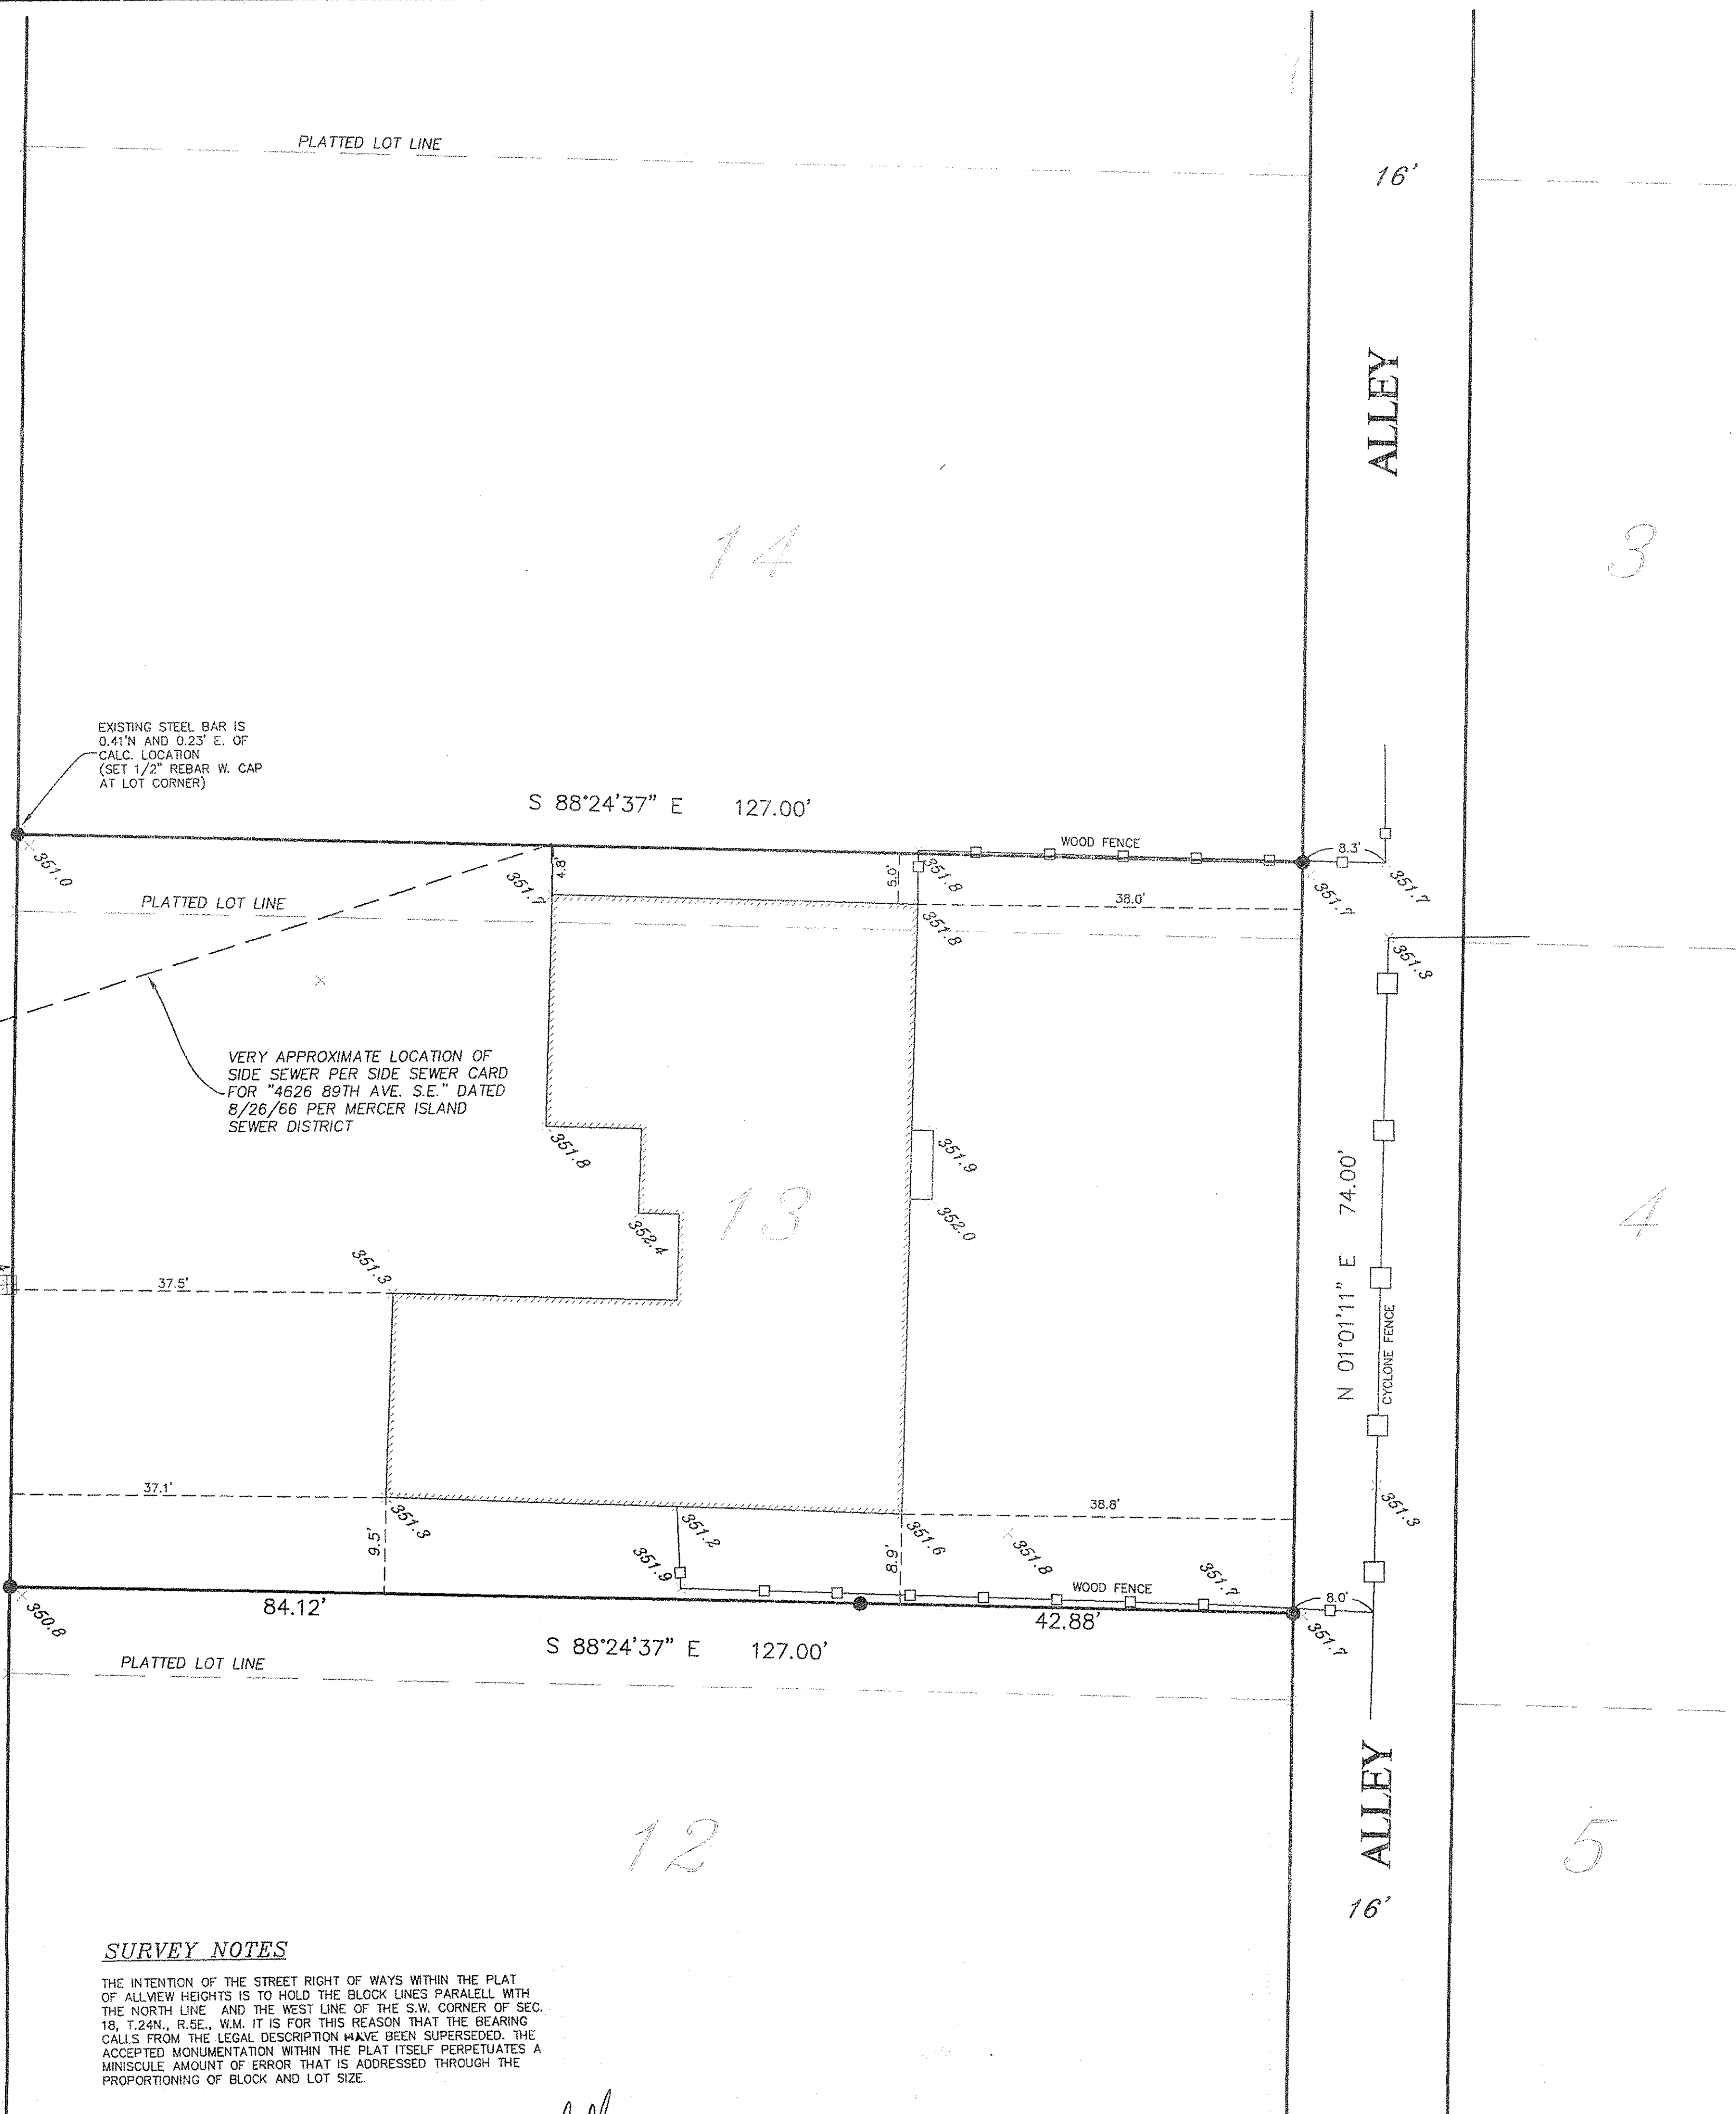 PLATTED LOT LINE
16'
ALLEY
14
3
EXISTING STEEL BAR IS
0.41'N AND 0.23' E. OF
CALC. LOCATION
(SET 1/2" REBAR W. CAP
AT LOT CORNER)
S 88°24'37" E 127.00'
WOOD FENCE
8.3'
351.0
351.7
4.8'
5.0'
351.8
38.0'
351.7
351.7
PLATTED LOT LINE
351.8
351.3
VERY APPROXIMATE LOCATION OF
SIDE SEWER PER SIDE SEWER CARD
FOR "4626 89TH AVE. S.E." DATED
8/26/66 PER MERCER ISLAND
SEWER DISTRICT
351.8
351.9
352.0
352.4
13
4
N 01°01'11" E 74.00'
CYCLONE FENCE
351.3
37.5'
37.1'
38.8'
351.3
9.5'
351.3
351.2
351.9
351.6
8.9'
351.8
351.7
WOOD FENCE
8.0'
351.7
350.8
84.12'
42.88'
S 88°24'37" E 127.00'
PLATTED LOT LINE
ALLEY
12
5
16'
SURVEY NOTES
THE INTENTION OF THE STREET RIGHT OF WAYS WITHIN THE PLAT
OF ALLVIEW HEIGHTS IS TO HOLD THE BLOCK LINES PARALELL WITH
THE NORTH LINE AND THE WEST LINE OF THE S.W. CORNER OF SEC.
18, T.24N., R.5E., W.M. IT IS FOR THIS REASON THAT THE BEARING
CALLS FROM THE LEGAL DESCRIPTION HAVE BEEN SUPERSEDED. THE
ACCEPTED MONUMENTATION WITHIN THE PLAT ITSELF PERPETUATES A
MINISCULE AMOUNT OF ERROR THAT IS ADDRESSED THROUGH THE
PROPORTIONING OF BLOCK AND LOT SIZE.